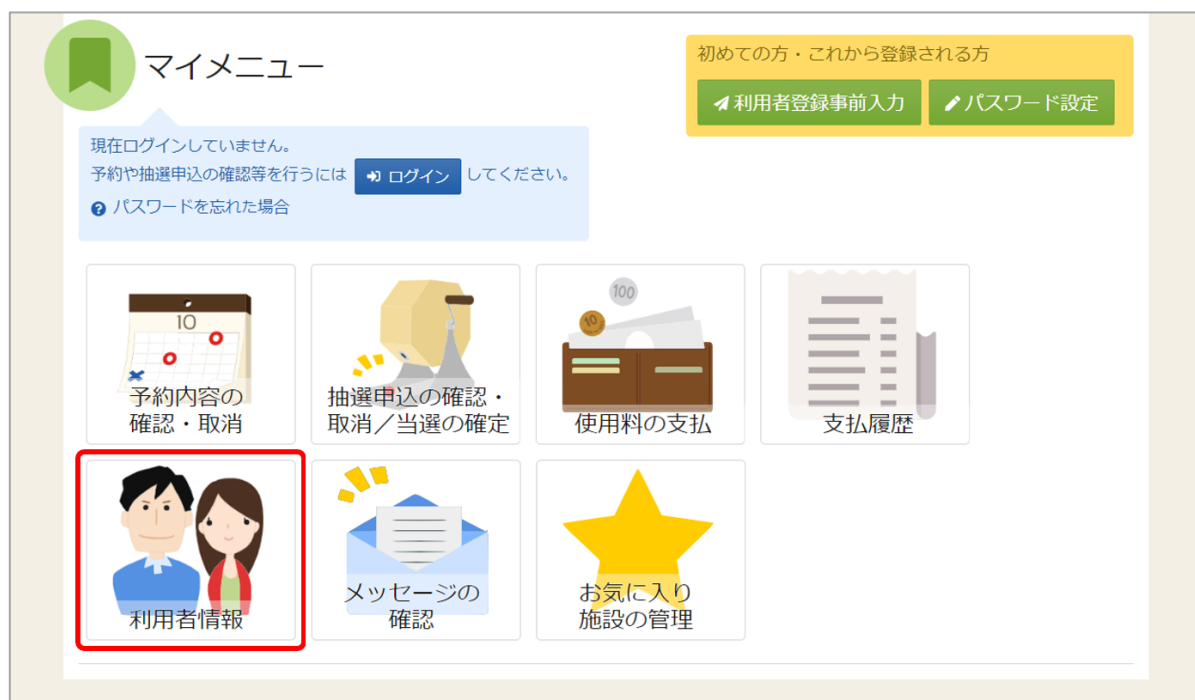 マイメニュー
初めての方・これから登録される方
利用者登録事前入力
パスワード設定
現在ログインしていません。
予約や抽選申込の確認等を行うには ログイン してください。
パスワードを忘れた場合
10
予約内容の
確認・取消
抽選申込の確認・
取消／当選の確定
100
10
使用料の支払
支払履歴
利用者情報
メッセージの
確認
お気に入り
施設の管理